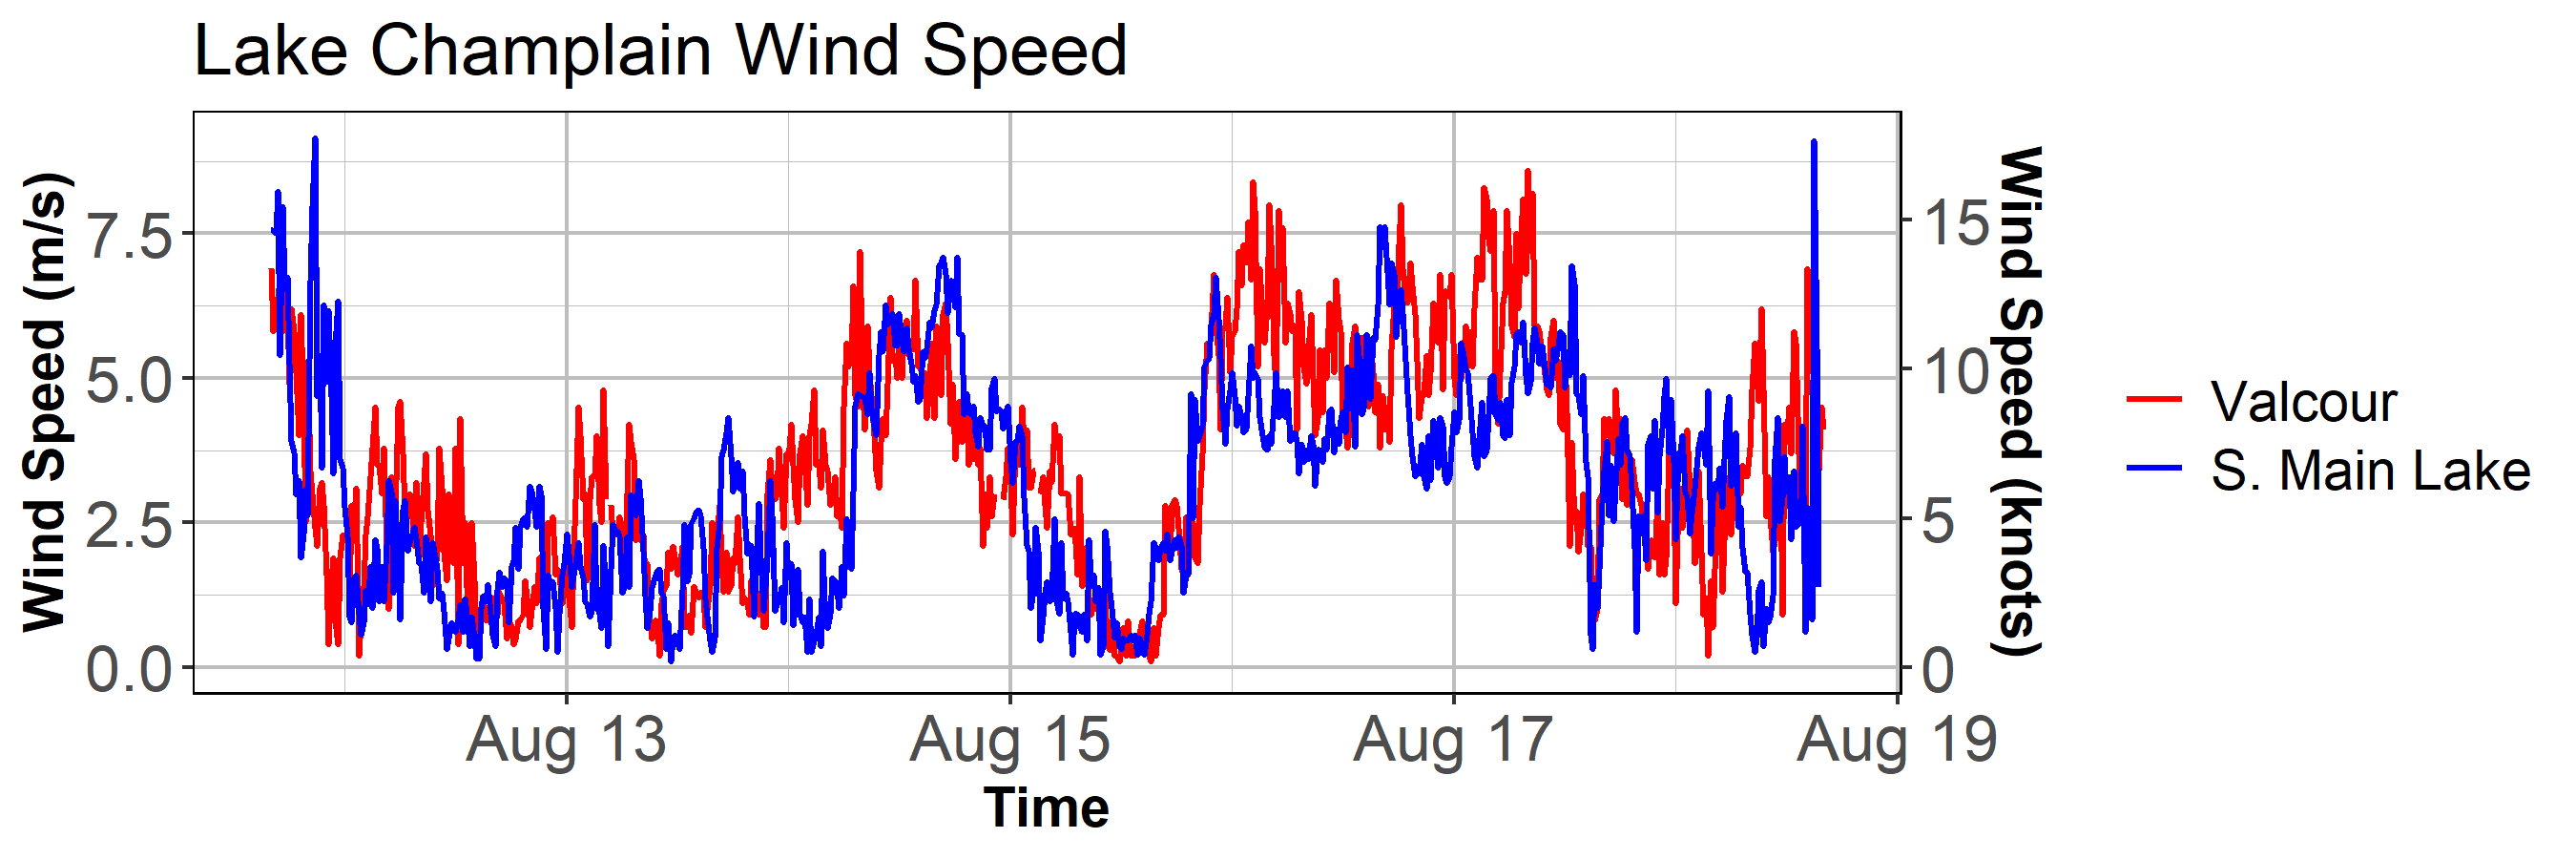 Lake Champlain Wind Speed
Wind Speed (m/s)
7.5
5.0
2.5
0.0
15
10
5
0
Wind Speed (knots)
Aug 13
Aug 15
Aug 17
Aug 19
Time
Valcour
S. Main Lake